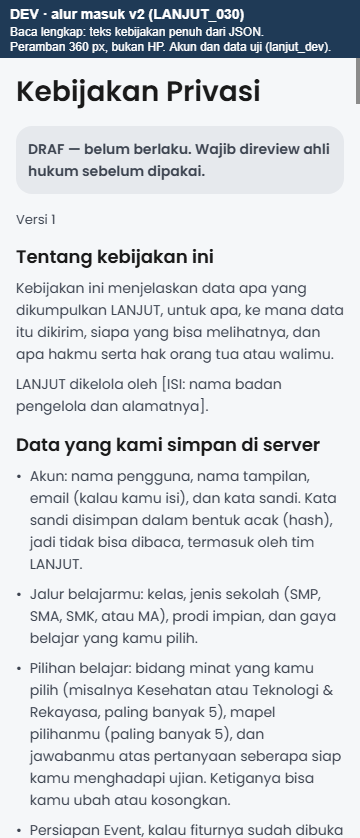 DEV · alur masuk v2 (LANJUT_030)
Baca lengkap: teks kebijakan penuh dari JSON.
Peramban 360 px, bukan HP. Akun dan data uji (lanjut_dev).
Kebijakan Privasi
DRAF — belum berlaku. Wajib direview ahli
hukum sebelum dipakai.
Versi 1
Tentang kebijakan ini
Kebijakan ini menjelaskan data apa yang
dikumpulkan LANJUT, untuk apa, ke mana data
itu dikirim, siapa yang bisa melihatnya, dan
apa hakmu serta hak orang tua atau walimu.
LANJUT dikelola oleh [ISI: nama badan
pengelola dan alamatnya].
Data yang kami simpan di server
• Akun: nama pengguna, nama tampilan,
email (kalau kamu isi), dan kata sandi. Kata
sandi disimpan dalam bentuk acak (hash),
jadi tidak bisa dibaca, termasuk oleh tim
LANJUT.
• Jalur belajarmu: kelas, jenis sekolah (SMP,
SMA, SMK, atau MA), prodi impian, dan gaya
belajar yang kamu pilih.
• Pilihan belajar: bidang minat yang kamu
pilih (misalnya Kesehatan atau Teknologi &
Rekayasa, paling banyak 5), mapel
pilihanmu (paling banyak 5), dan
jawabanmu atas pertanyaan seberapa siap
kamu menghadapi ujian. Ketiganya bisa
kamu ubah atau kosongkan.
• Persiapan Event, kalau fiturnya sudah dibuka